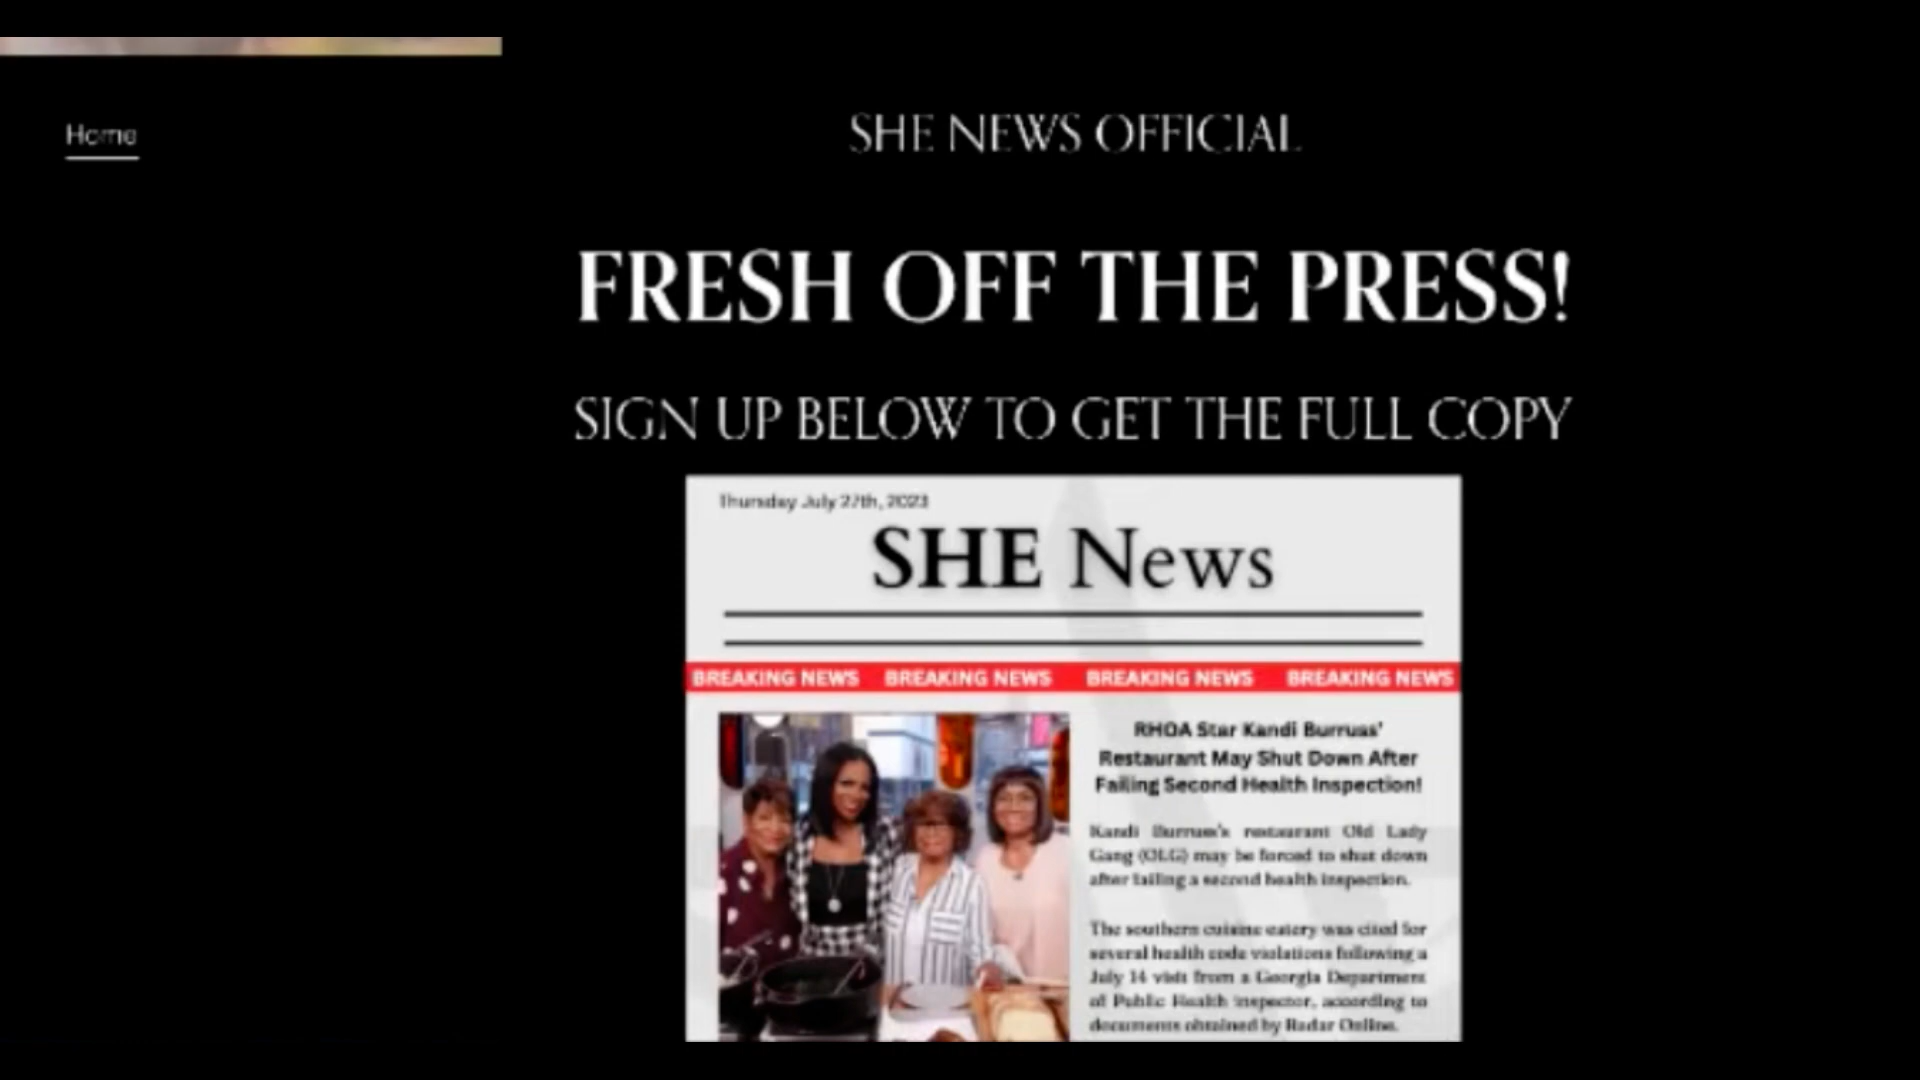 Home
SHE NEWS OFFICIAL
FRESH OFF THE PRESS!
SIGN UP BELOW TO GET THE FULL COPY
Thursday July 27th, 2023
SHE News
BREAKING NEWS BREAKING NEWS BREAKING NEWS BREAKING NEWS
RHOA Star Kandi Burruss'
Restaurant May Shut Down After
Failing Second Health Inspection!
Kandi Burruss's restaurant Old Lady
Gang (OLG) may be forced to shut down
after failing a second health inspection.
The southern cuisine eatery was cited for
several health code violations following a
July 14 visit from a Georgia Department
of Public Health inspector, according to
documents obtained by Radar Online.